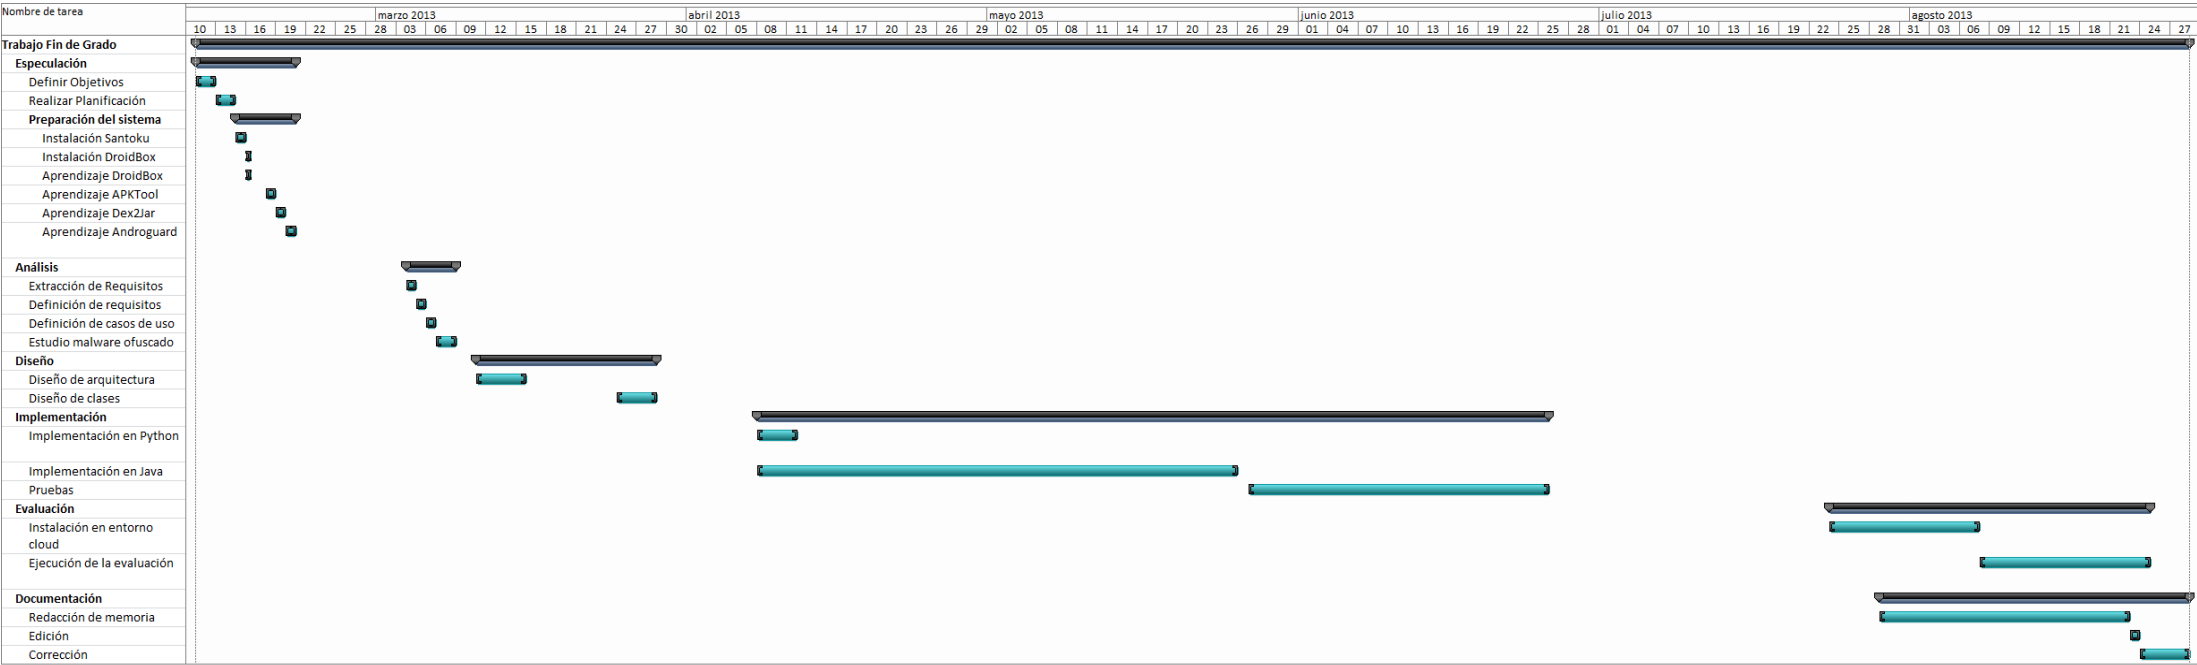 Nombre de tarea
marzo 2013 abril 2013 mayo 2013 junio 2013 julio 2013 agosto 2013
10 13 16 19 22 25 28 03 06 09 12 15 18 21 24 27 30 02 05 08 11 14 17 20 23 26 29 02 05 08 11 14 17 20 23 26 29 01 04 07 10 13 16 19 22 25 28 01 04 07 10 13 16 19 22 25 28 31 03 06 09 12 15 18 21 24 27
Trabajo Fin de Grado
Especulación
Definir Objetivos
Realizar Planificación
Preparación del sistema
Instalación Santoku
Instalación DroidBox
Aprendizaje DroidBox
Aprendizaje APKTool
Aprendizaje Dex2Jar
Aprendizaje Androguard
Análisis
Extracción de Requisitos
Definición de requisitos
Definición de casos de uso
Estudio malware ofuscado
Diseño
Diseño de arquitectura
Diseño de clases
Implementación
Implementación en Python
Implementación en Java
Pruebas
Evaluación
Instalación en entorno
cloud
Ejecución de la evaluación
Documentación
Redacción de memoria
Edición
Corrección